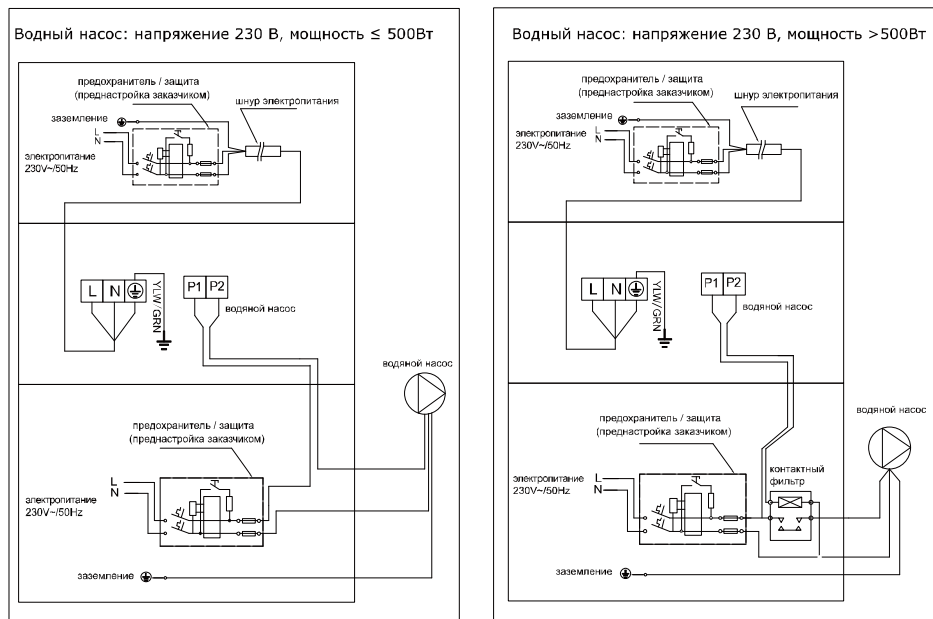 Водный насос: напряжение 230 В, мощность ≤ 500Вт
предохранитель / защита
(преднастройка заказчиком)
шнур электропитания
заземление
L
N
электропитание
230V~/50Hz
L N
YLW/GRN
P1 P2
водяной насос
водяной насос
предохранитель / защита
(преднастройка заказчиком)
L
N
электропитание
230V~/50Hz
заземление
Водный насос: напряжение 230 В, мощность >500Вт
предохранитель / защита
(преднастройка заказчиком)
шнур электропитания
заземление
L
N
электропитание
230V~/50Hz
L N
YLW/GRN
P1 P2
водяной насос
водяной насос
предохранитель / защита
(преднастройка заказчиком)
контактный
фильтр
L
N
электропитание
230V~/50Hz
заземление